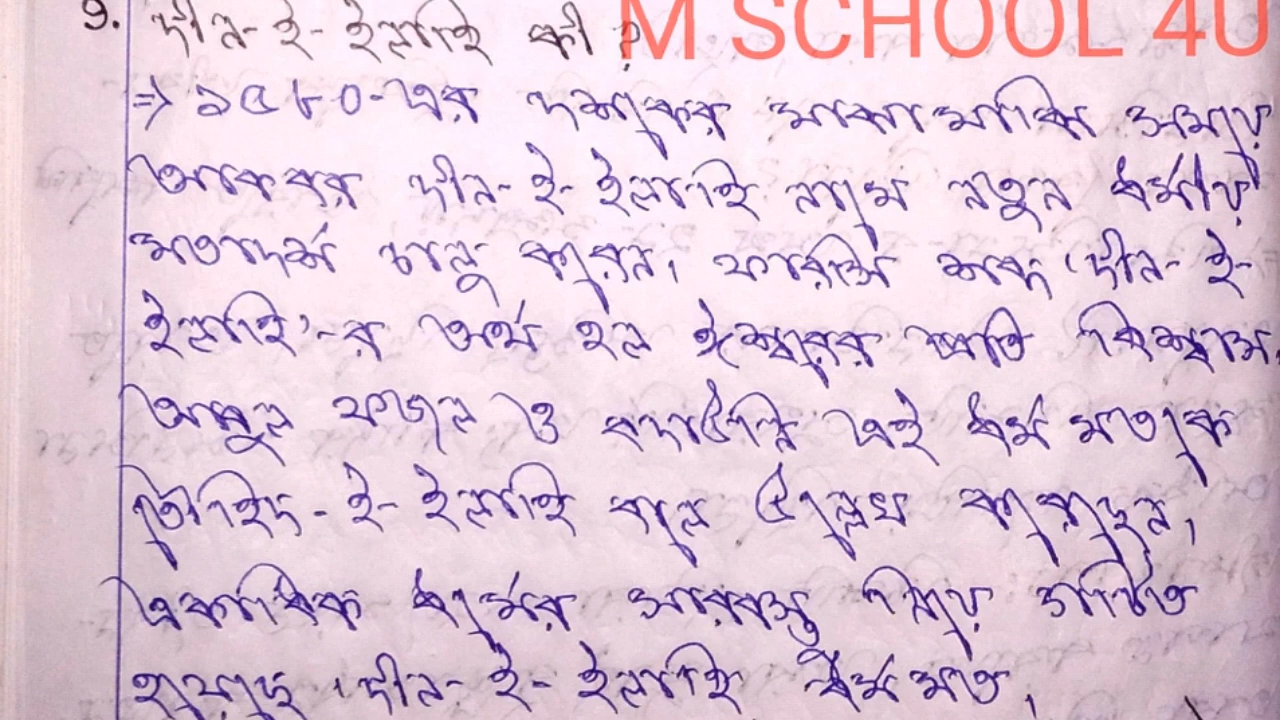 9. দীন-ই-ইলাহি কী?
M SCHOOL 4U
⇒ ১৫৮০-এর দশকের মাঝামাঝি সময়ে
আকবর দীন-ই-ইলাহি নামে নতুন ধর্মীয়
মতাদর্শ চালু করেন। ফারসি শব্দ 'দীন-ই-
ইলাহি'-র অর্থ হল ঈশ্বরের প্রতি বিশ্বাস।
আবুল ফজল ও বদাউনি এই ধর্ম মতকে
তৌহিদ-ই-ইলাহি বলে উল্লেখ করেছেন।
একাধিক ধর্মের সারবস্তু নিয়ে গঠিত
হয়েছে 'দীন-ই-ইলাহি ধর্মমত।